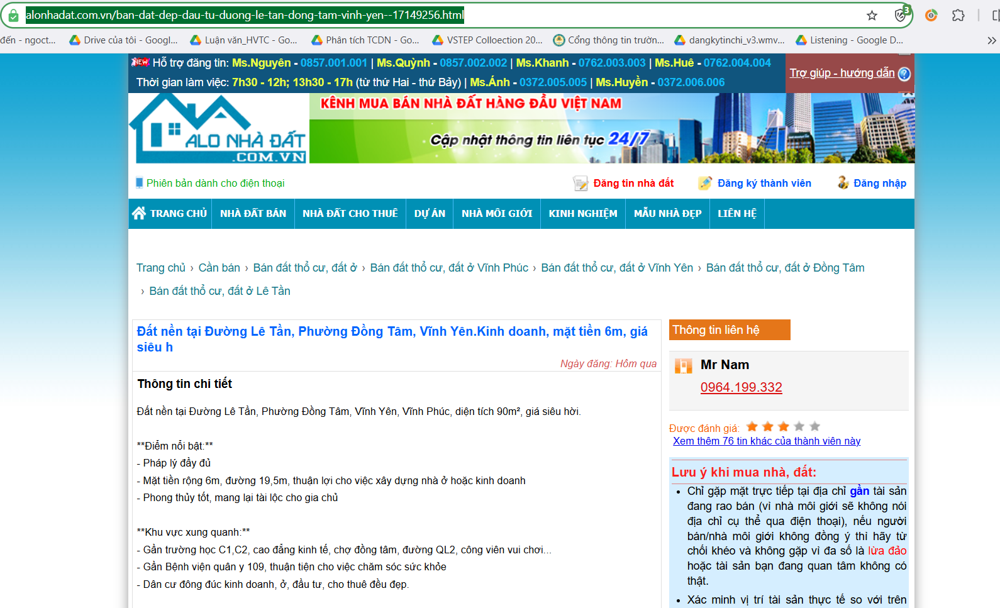 alonhadat.com.vn/ban-dat-dep-dau-tu-duong-le-tan-dong-tam-vinh-yen--17149256.html
3
đến - ngoct...
Drive của tôi - Googl...
Luận văn_HVTC - Go...
Phân tích TCDN - Go...
VSTEP Colloection 20...
Cổng thông tin trườn...
dangkytinchi_v3.wmv...
Listening - Google D...
NEW Hỗ trợ đăng tin: Ms.Nguyên - 0857.001.001 | Ms.Quỳnh - 0857.002.002 | Ms.Khanh - 0762.003.003 | Ms.Huê - 0762.004.004
Thời gian làm việc: 7h30 - 12h; 13h30 - 17h (từ thứ Hai - thứ Bảy) | Ms.Ánh - 0372.005.005 | Ms.Huyền - 0372.006.006
Trợ giúp - hướng dẫn
ALO NHÀ ĐẤT
.COM.VN
KÊNH MUA BÁN NHÀ ĐẤT HÀNG ĐẦU VIỆT NAM
Cập nhật thông tin liên tục 24/7
Phiên bản dành cho điện thoại
Đăng tin nhà đất
Đăng ký thành viên
Đăng nhập
TRANG CHỦ
NHÀ ĐẤT BÁN
NHÀ ĐẤT CHO THUÊ
DỰ ÁN
NHÀ MÔI GIỚI
KINH NGHIỆM
MẪU NHÀ ĐẸP
LIÊN HỆ
Trang chủ › Cần bán › Bán đất thổ cư, đất ở › Bán đất thổ cư, đất ở Vĩnh Phúc › Bán đất thổ cư, đất ở Vĩnh Yên › Bán đất thổ cư, đất ở Đồng Tâm
› Bán đất thổ cư, đất ở Lê Tần
Đất nền tại Đường Lê Tần, Phường Đồng Tâm, Vĩnh Yên.Kinh doanh, mặt tiền 6m, giá
siêu h
Ngày đăng: Hôm qua
Thông tin chi tiết
Đất nền tại Đường Lê Tần, Phường Đồng Tâm, Vĩnh Yên, Vĩnh Phúc, diện tích 90m², giá siêu hời.
**Điểm nổi bật:**
- Pháp lý đầy đủ
- Mặt tiền rộng 6m, đường 19,5m, thuận lợi cho việc xây dựng nhà ở hoặc kinh doanh
- Phong thủy tốt, mang lại tài lộc cho gia chủ
**Khu vực xung quanh:**
- Gần trường học C1,C2, cao đẳng kinh tế, chợ đồng tâm, đường QL2, công viên vui chơi...
- Gần Bệnh viện quân y 109, thuận tiện cho việc chăm sóc sức khỏe
- Dân cư đông đúc kinh doanh, ở, đầu tư, cho thuê đều đẹp.
Thông tin liên hệ
Mr Nam
0964.199.332
Được đánh giá:
Xem thêm 76 tin khác của thành viên này
Lưu ý khi mua nhà, đất:
• Chỉ gặp mặt trực tiếp tại địa chỉ gần tài sản
đang rao bán (vì nhà môi giới sẽ không nói
địa chỉ cụ thể qua điện thoại), nếu người
bán/nhà môi giới không đồng ý thì hãy từ
chối khéo và không gặp vì đa số là lừa đảo
hoặc tài sản bạn đang quan tâm không có
thật.
• Xác minh vị trí tài sản thực tế so với trên